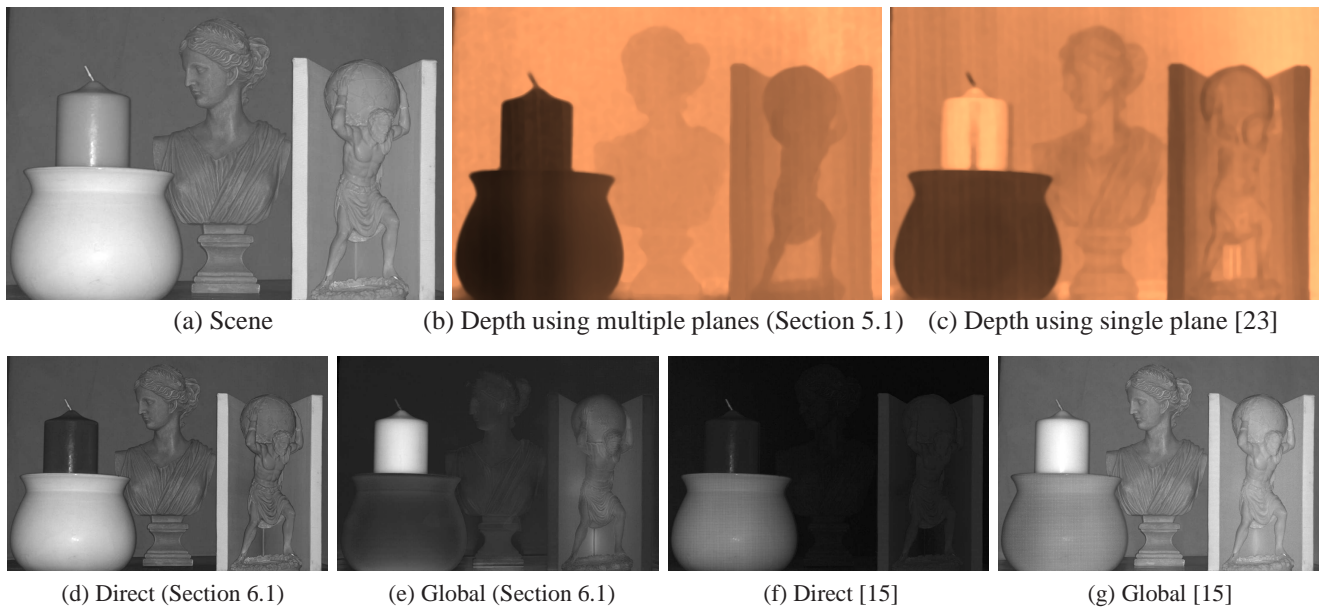 (a) Scene
(b) Depth using multiple planes (Section 5.1)
(c) Depth using single plane [23]
(d) Direct (Section 6.1)
(e) Global (Section 6.1)
(f) Direct [15]
(g) Global [15]